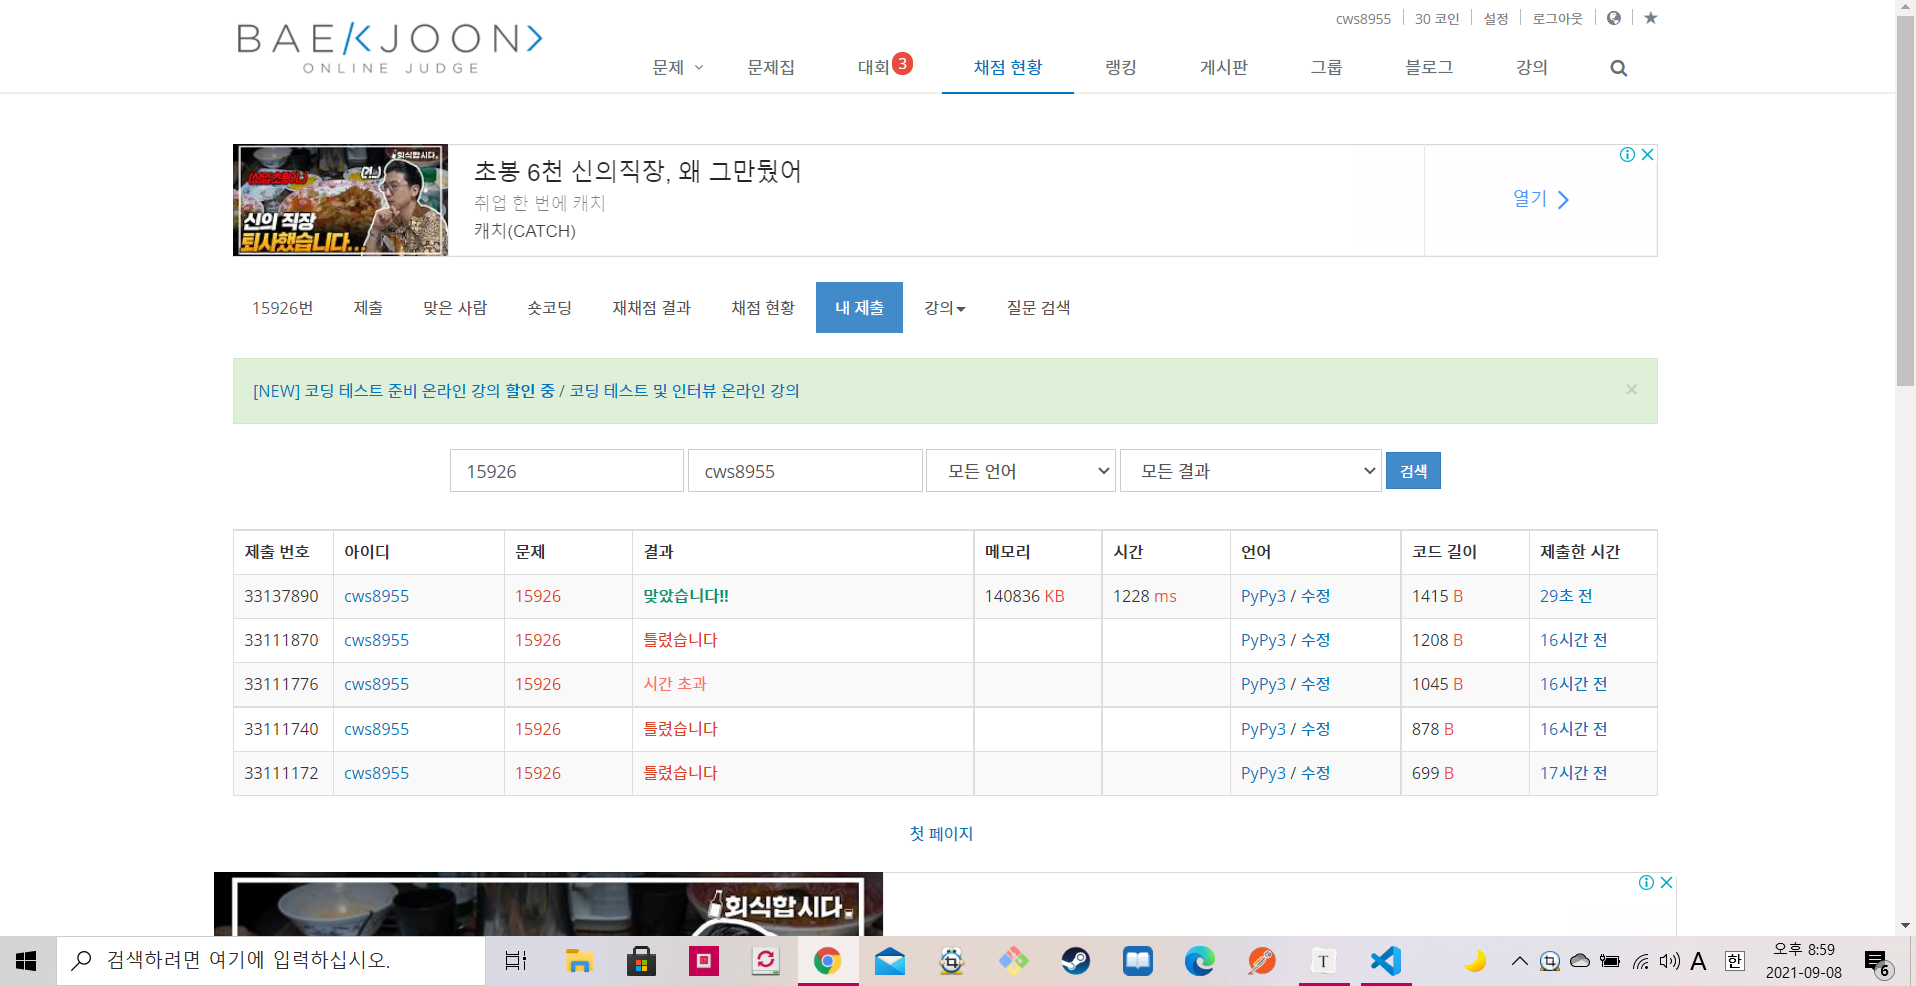 cws8955 30 코인 설정 로그아웃
BAEKJOON
ONLINE JUDGE
문제 문제집 대회 3 채점 현황 랭킹 게시판 그룹 블로그 강의
회식합시다.
신의 직장
퇴사했습니다...
초봉 6천 신의직장, 왜 그만뒀어
취업 한 번에 캐치
캐치(CATCH)
열기
15926번 제출 맞은 사람 숏코딩 재채점 결과 채점 현황 내 제출 강의 질문 검색
[NEW] 코딩 테스트 준비 온라인 강의 할인 중 / 코딩 테스트 및 인터뷰 온라인 강의 ×
15926 cws8955 모든 언어 모든 결과 검색
제출 번호 아이디 문제 결과 메모리 시간 언어 코드 길이 제출한 시간
33137890 cws8955 15926 맞았습니다!! 140836 KB 1228 ms PyPy3 / 수정 1415 B 29초 전
33111870 cws8955 15926 틀렸습니다 PyPy3 / 수정 1208 B 16시간 전
33111776 cws8955 15926 시간 초과 PyPy3 / 수정 1045 B 16시간 전
33111740 cws8955 15926 틀렸습니다 PyPy3 / 수정 878 B 16시간 전
33111172 cws8955 15926 틀렸습니다 PyPy3 / 수정 699 B 17시간 전
첫 페이지
회식합시다.
검색하려면 여기에 입력하십시오. T A 한 오후 8:59
2021-09-08 6